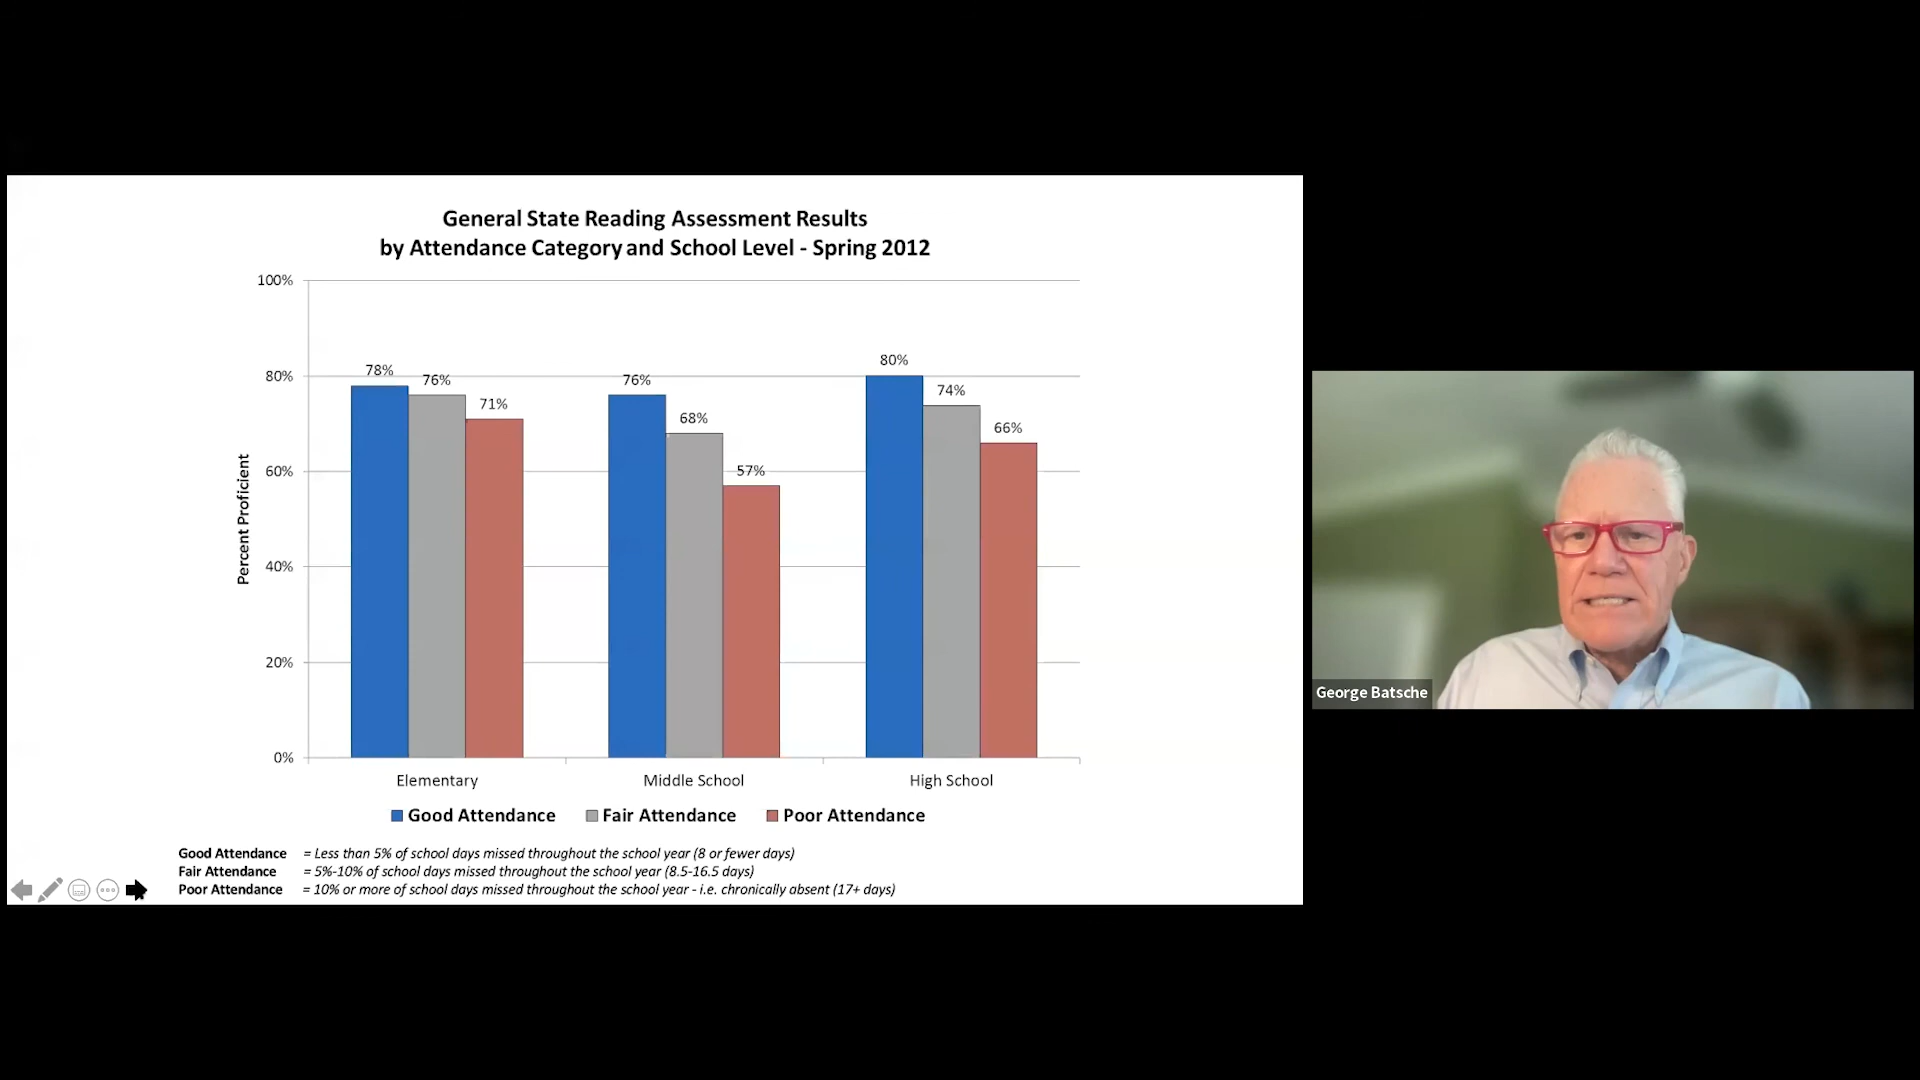 General State Reading Assessment Results
by Attendance Category and School Level - Spring 2012
100%
80%
60%
40%
20%
0%
Percent Proficient
78%
76%
71%
76%
68%
57%
80%
74%
66%
Elementary
Middle School
High School
Good Attendance
Fair Attendance
Poor Attendance
Good Attendance = Less than 5% of school days missed throughout the school year (8 or fewer days)
Fair Attendance = 5%-10% of school days missed throughout the school year (8.5-16.5 days)
Poor Attendance = 10% or more of school days missed throughout the school year - i.e. chronically absent (17+ days)
George Batsche